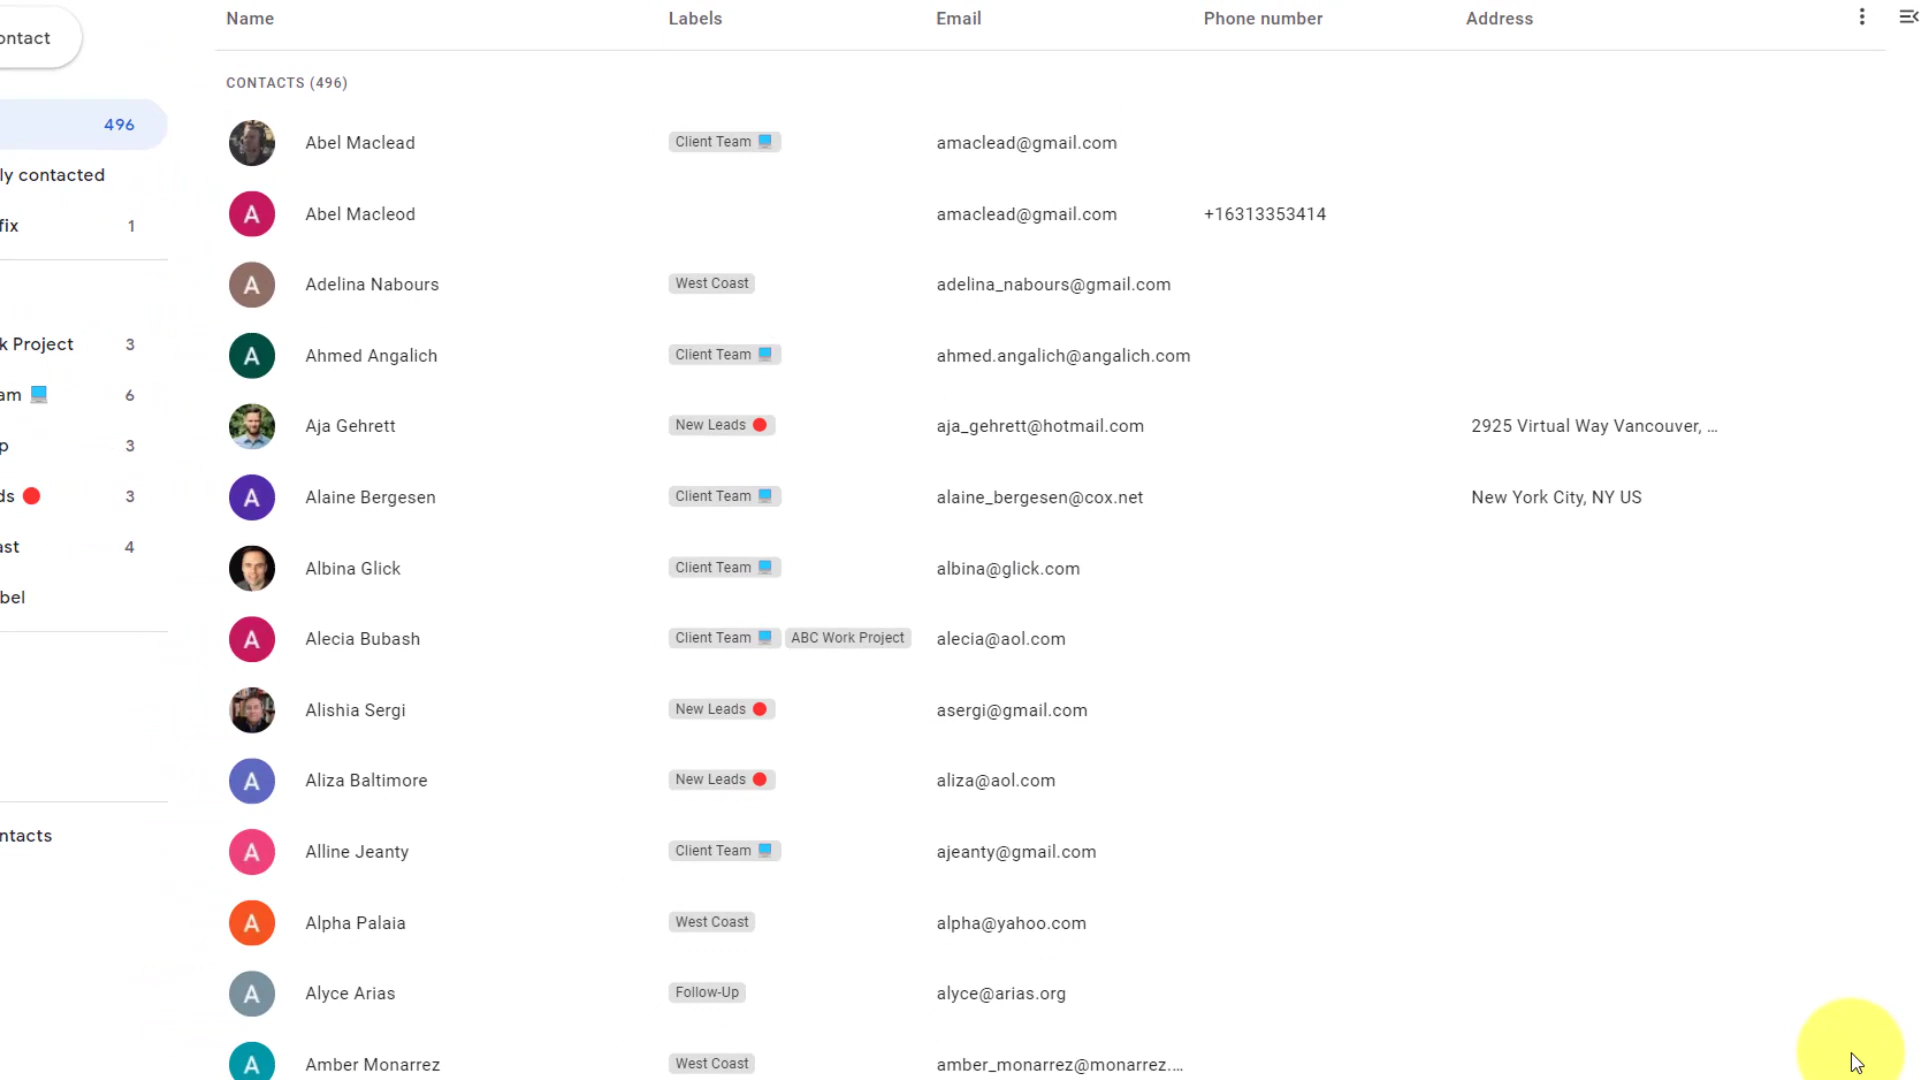 Name Labels Email Phone number Address
ontact
CONTACTS (496)
496
Abel Maclead Client Team amaclead@gmail.com
ly contacted
Abel Macleod amaclead@gmail.com +16313353414
fix 1
Adelina Nabours West Coast adelina_nabours@gmail.com
k Project 3
Ahmed Angalich Client Team ahmed.angalich@angalich.com
am 6
Aja Gehrett New Leads aja_gehrett@hotmail.com 2925 Virtual Way Vancouver, ...
p 3
Alaine Bergesen Client Team alaine_bergesen@cox.net New York City, NY US
ds 3
ast 4
Albina Glick Client Team albina@glick.com
bel
Alecia Bubash Client Team ABC Work Project alecia@aol.com
Alishia Sergi New Leads asergi@gmail.com
Aliza Baltimore New Leads aliza@aol.com
ntacts
Alline Jeanty Client Team ajeanty@gmail.com
Alpha Palaia West Coast alpha@yahoo.com
Alyce Arias Follow-Up alyce@arias.org
Amber Monarrez West Coast amber_monarrez@monarrez....
A
A
A
A
A
A
A
A
A
A